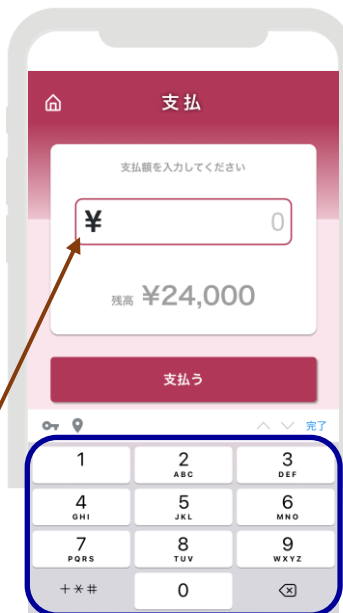 支払
支払額を入力してください
¥ 0
残高 ¥24,000
支払う
完了
1 2 3
ABC DEF
4 5 6
GHI JKL MNO
7 8 9
PQRS TUV WXYZ
+*# 0